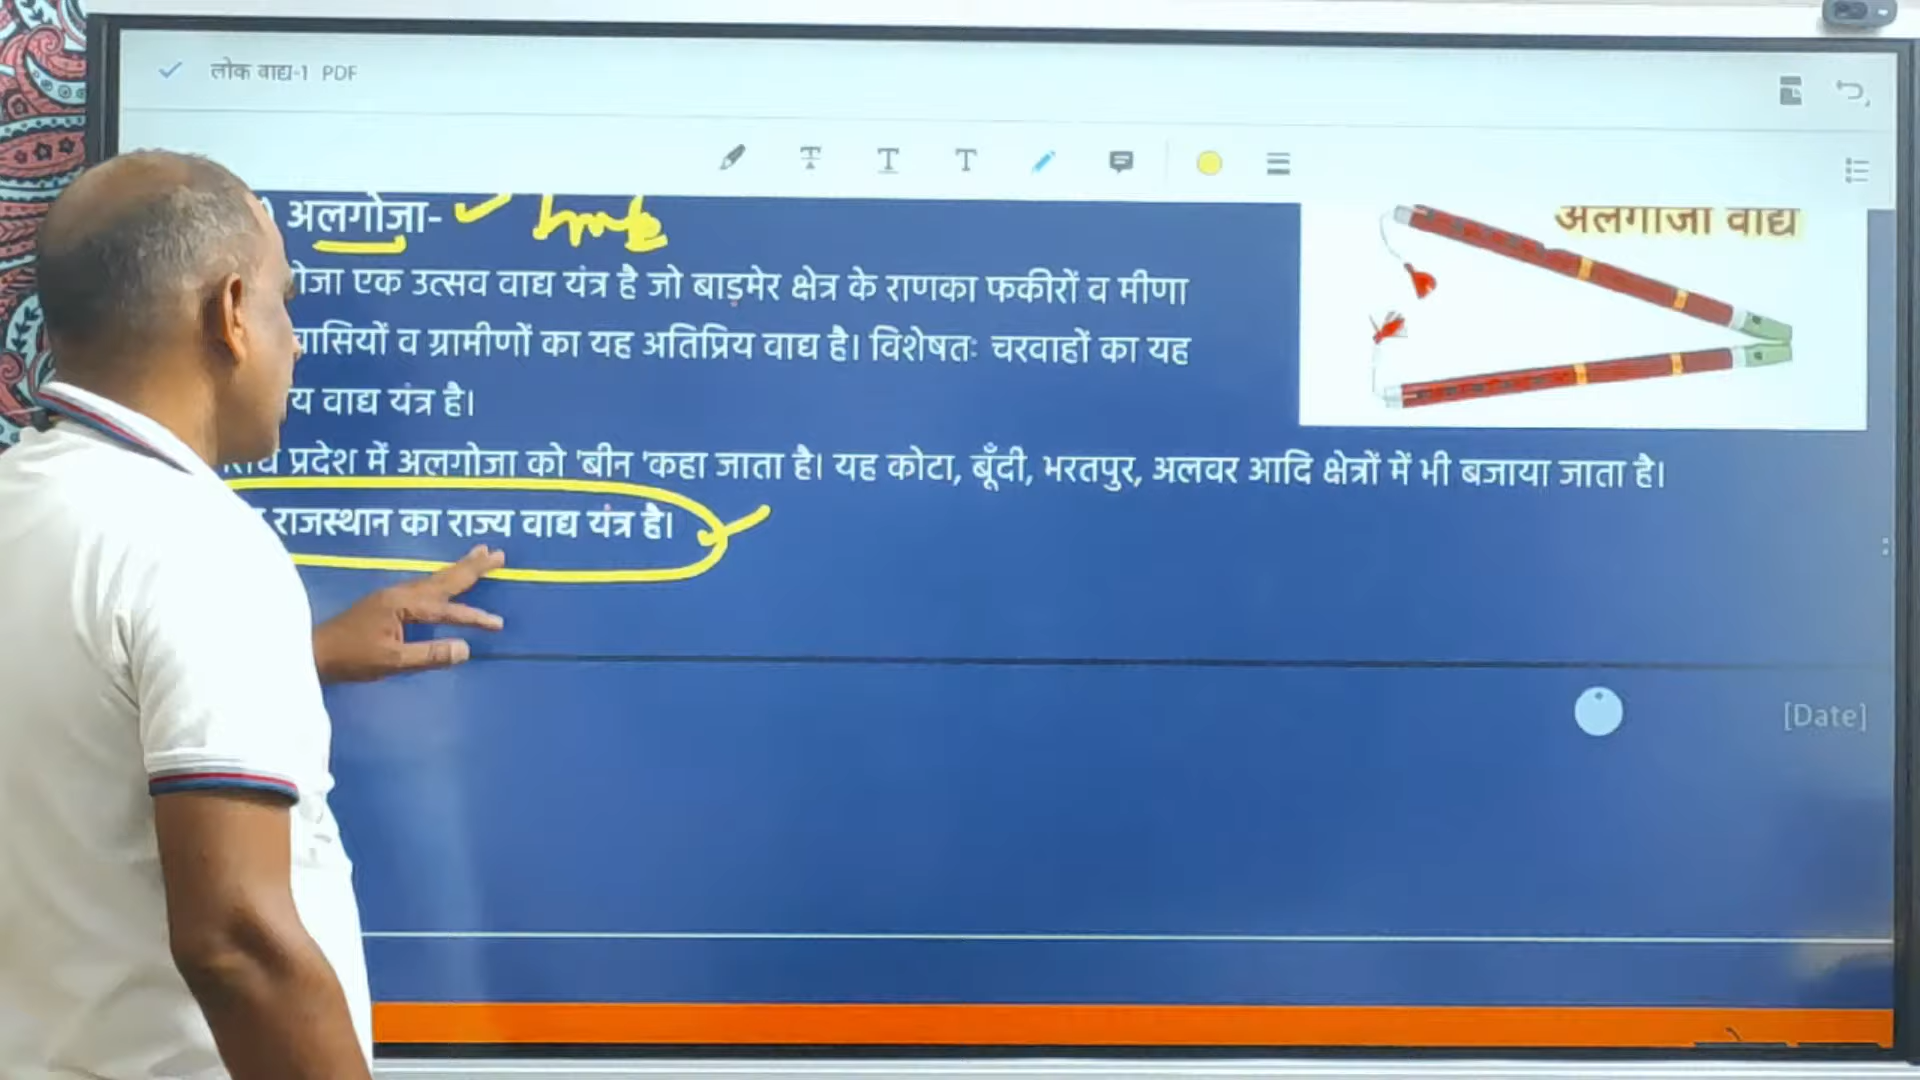 लोक वाद्य-1 PDF
अलगोजा-
Imp
अलगोजा वाद्य
एक उत्सव वाद्य यंत्र है जो बाड़मेर क्षेत्र के राणका फकीरों व मीणा
व ग्रामीणों का यह अतिप्रिय वाद्य है। विशेषतः चरवाहों का यह
वाद्य यंत्र है।
प्रदेश में अलगोजा को 'बीन 'कहा जाता है। यह कोटा, बूँदी, भरतपुर, अलवर आदि क्षेत्रों में भी बजाया जाता है।
राजस्थान का राज्य वाद्य यंत्र है।
[Date]